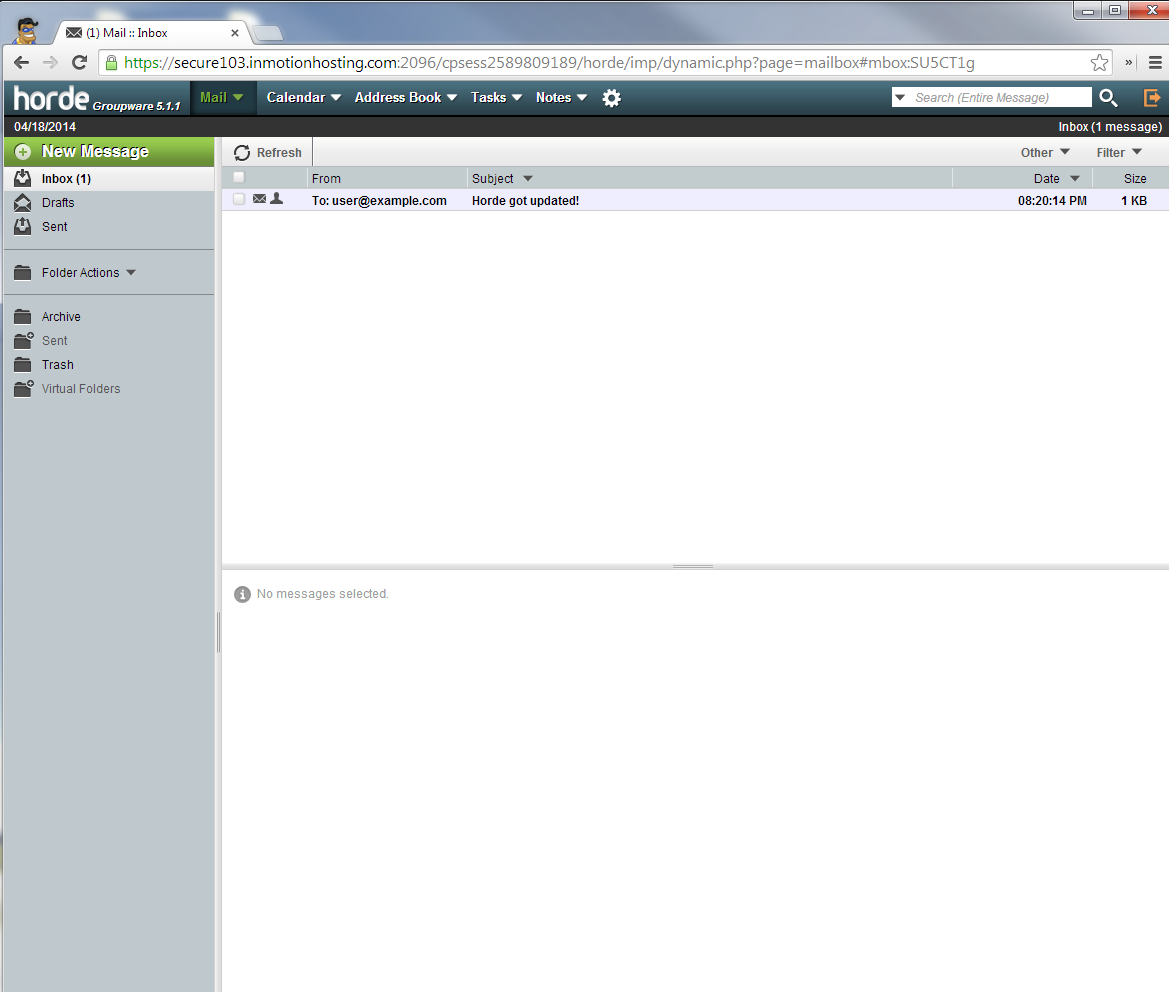 (1) Mail :: Inbox
https://secure103.inmotionhosting.com:2096/cpsess2589809189/horde/imp/dynamic.php?page=mailbox#mbox:SU5CT1g
horde Groupware 5.1.1 Mail Calendar Address Book Tasks Notes Search (Entire Message)
04/18/2014 Inbox (1 message)
New Message
Refresh Other Filter
Inbox (1)
From Subject Date Size
To: user@example.com Horde got updated! 08:20:14 PM 1 KB
Drafts
Sent
Folder Actions
Archive
Sent
Trash
Virtual Folders
No messages selected.